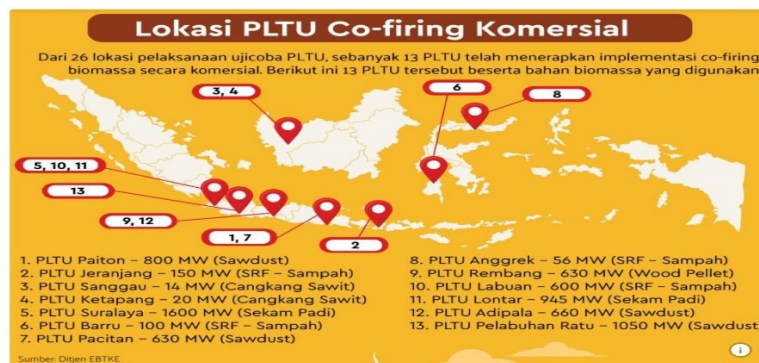 Lokasi PLTU Co-firing Komersial
Dari 26 lokasi pelaksanaan ujicoba PLTU, sebanyak 13 PLTU telah menerapkan implementasi co-firing
biomassa secara komersial. Berikut ini 13 PLTU tersebut beserta bahan biomassa yang digunakan
3, 4
6
8
5, 10, 11
13
9, 12
1, 7
2
1. PLTU Paiton – 800 MW (Sawdust)
2. PLTU Jeranjang – 150 MW (SRF – Sampah)
3. PLTU Sanggau – 14 MW (Cangkang Sawit)
4. PLTU Ketapang – 20 MW (Cangkang Sawit)
5. PLTU Suralaya – 1600 MW (Sekam Padi)
6. PLTU Barru – 100 MW (SRF – Sampah)
7. PLTU Pacitan – 630 MW (Sawdust)
8. PLTU Anggrek – 56 MW (SRF – Sampah)
9. PLTU Rembang – 630 MW (Wood Pellet)
10. PLTU Labuan – 600 MW (SRF – Sampah)
11. PLTU Lontar – 945 MW (Sekam Padi)
12. PLTU Adipala – 660 MW (Sawdust)
13. PLTU Pelabuhan Ratu – 1050 MW (Sawdust
Sumber: Ditjen EBTKE